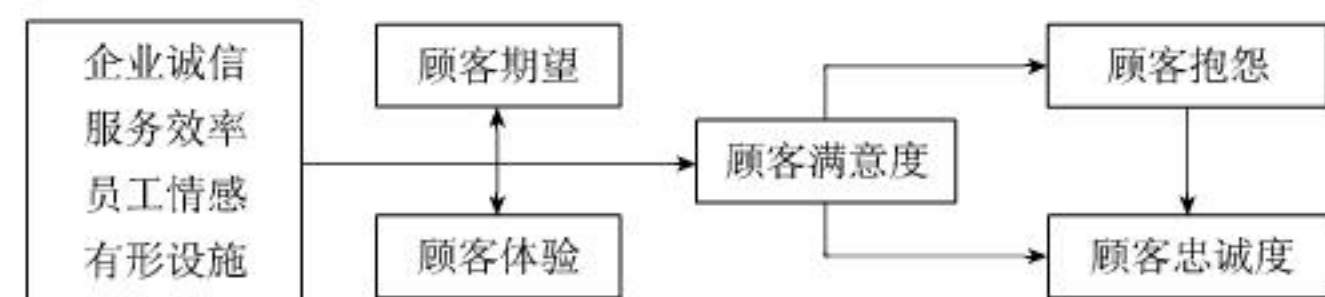 企业诚信
服务效率
员工情感
有形设施
顾客期望
顾客体验
顾客满意度
顾客抱怨
顾客忠诚度